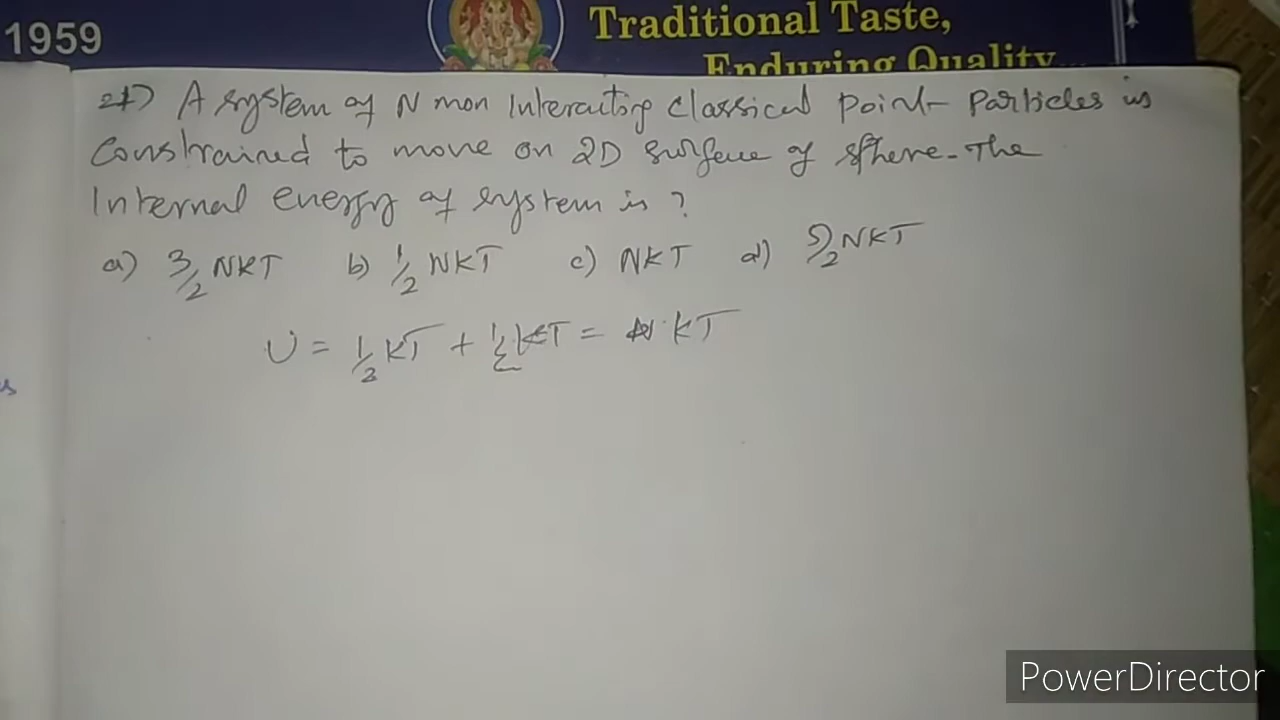 1959
Traditional Taste,
Enduring Quality
27) A system of N non Interacting classical point Particles is
constrained to move on 2D surface of sphere. The
Internal energy of system is ?
a) 3/2 NKT b) 1/2 NKT c) NKT d) 5/2 NKT
U = 1/2 KT + 1/2 KT = N KT
s
PowerDirector